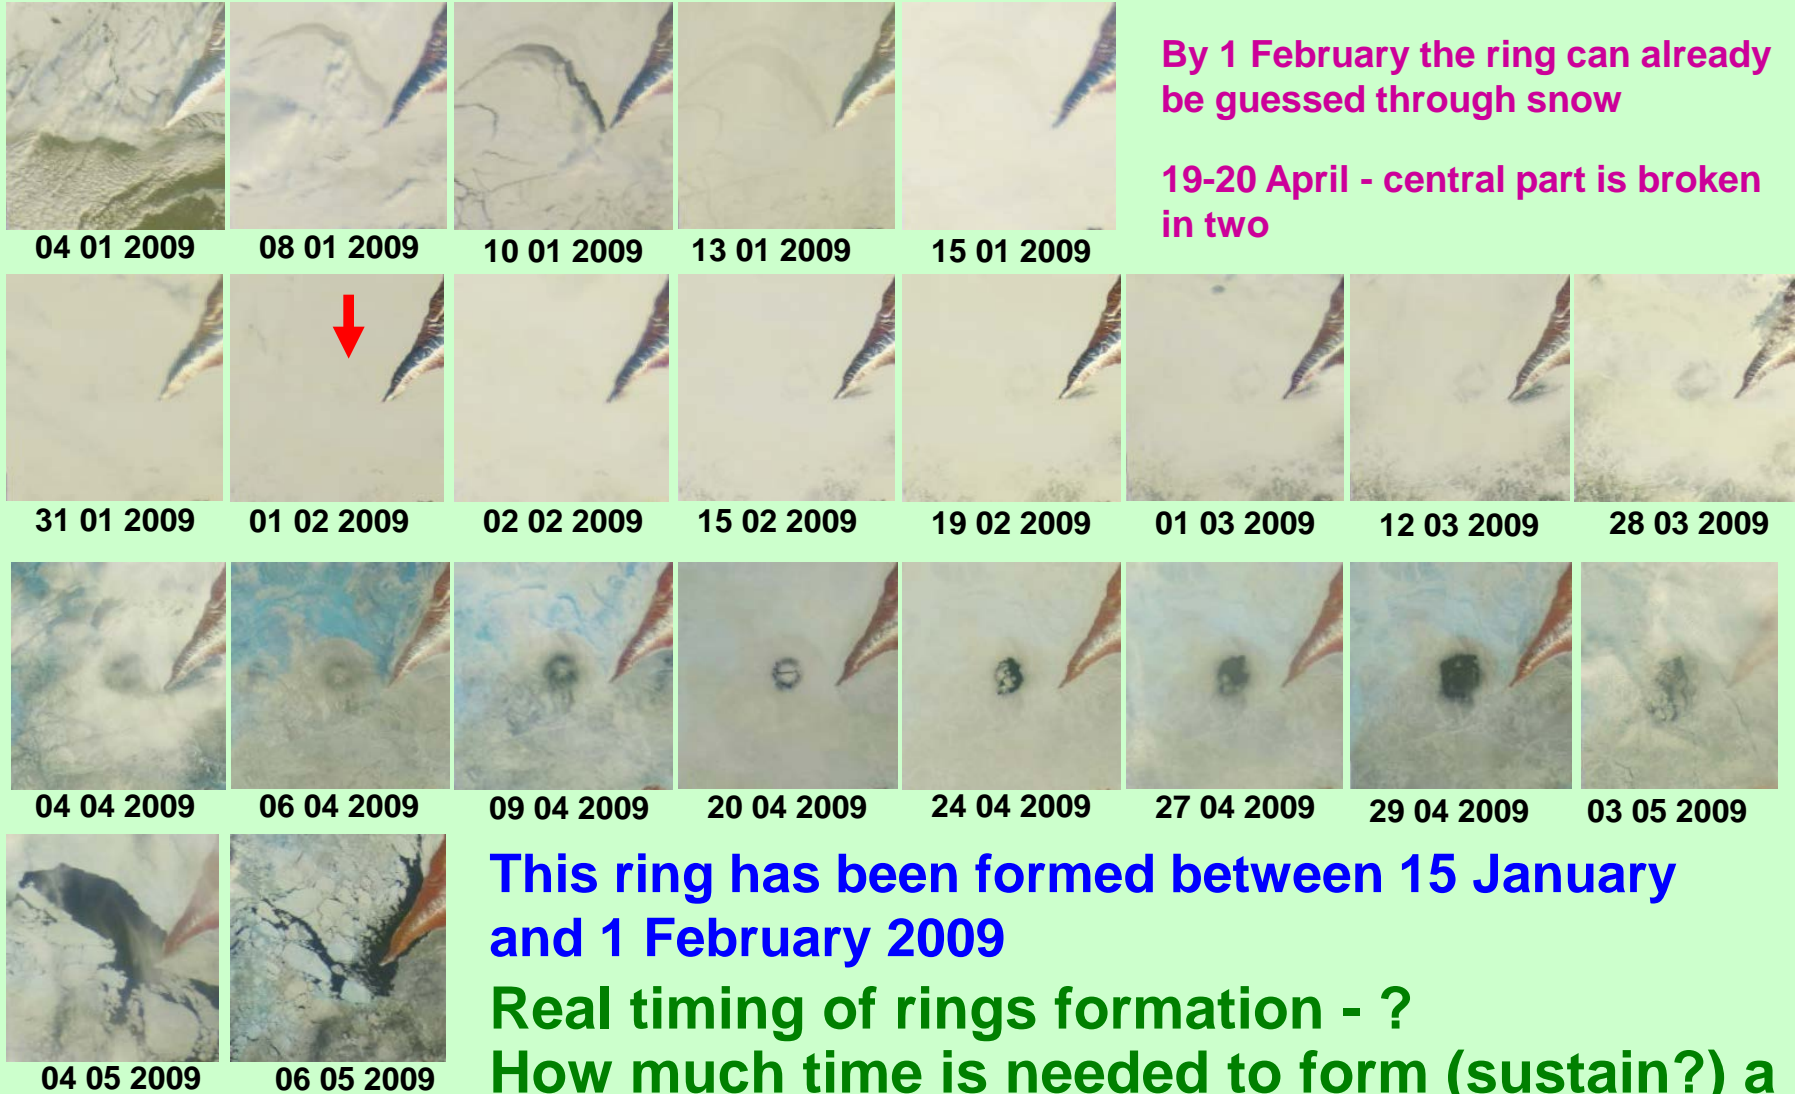 By 1 February the ring can already
be guessed through snow
19-20 April - central part is broken
in two
04 01 2009
08 01 2009
10 01 2009
13 01 2009
15 01 2009
31 01 2009
01 02 2009
02 02 2009
15 02 2009
19 02 2009
01 03 2009
12 03 2009
28 03 2009
04 04 2009
06 04 2009
09 04 2009
20 04 2009
24 04 2009
27 04 2009
29 04 2009
03 05 2009
04 05 2009
06 05 2009
This ring has been formed between 15 January
and 1 February 2009
Real timing of rings formation - ?
How much time is needed to form (sustain?) a